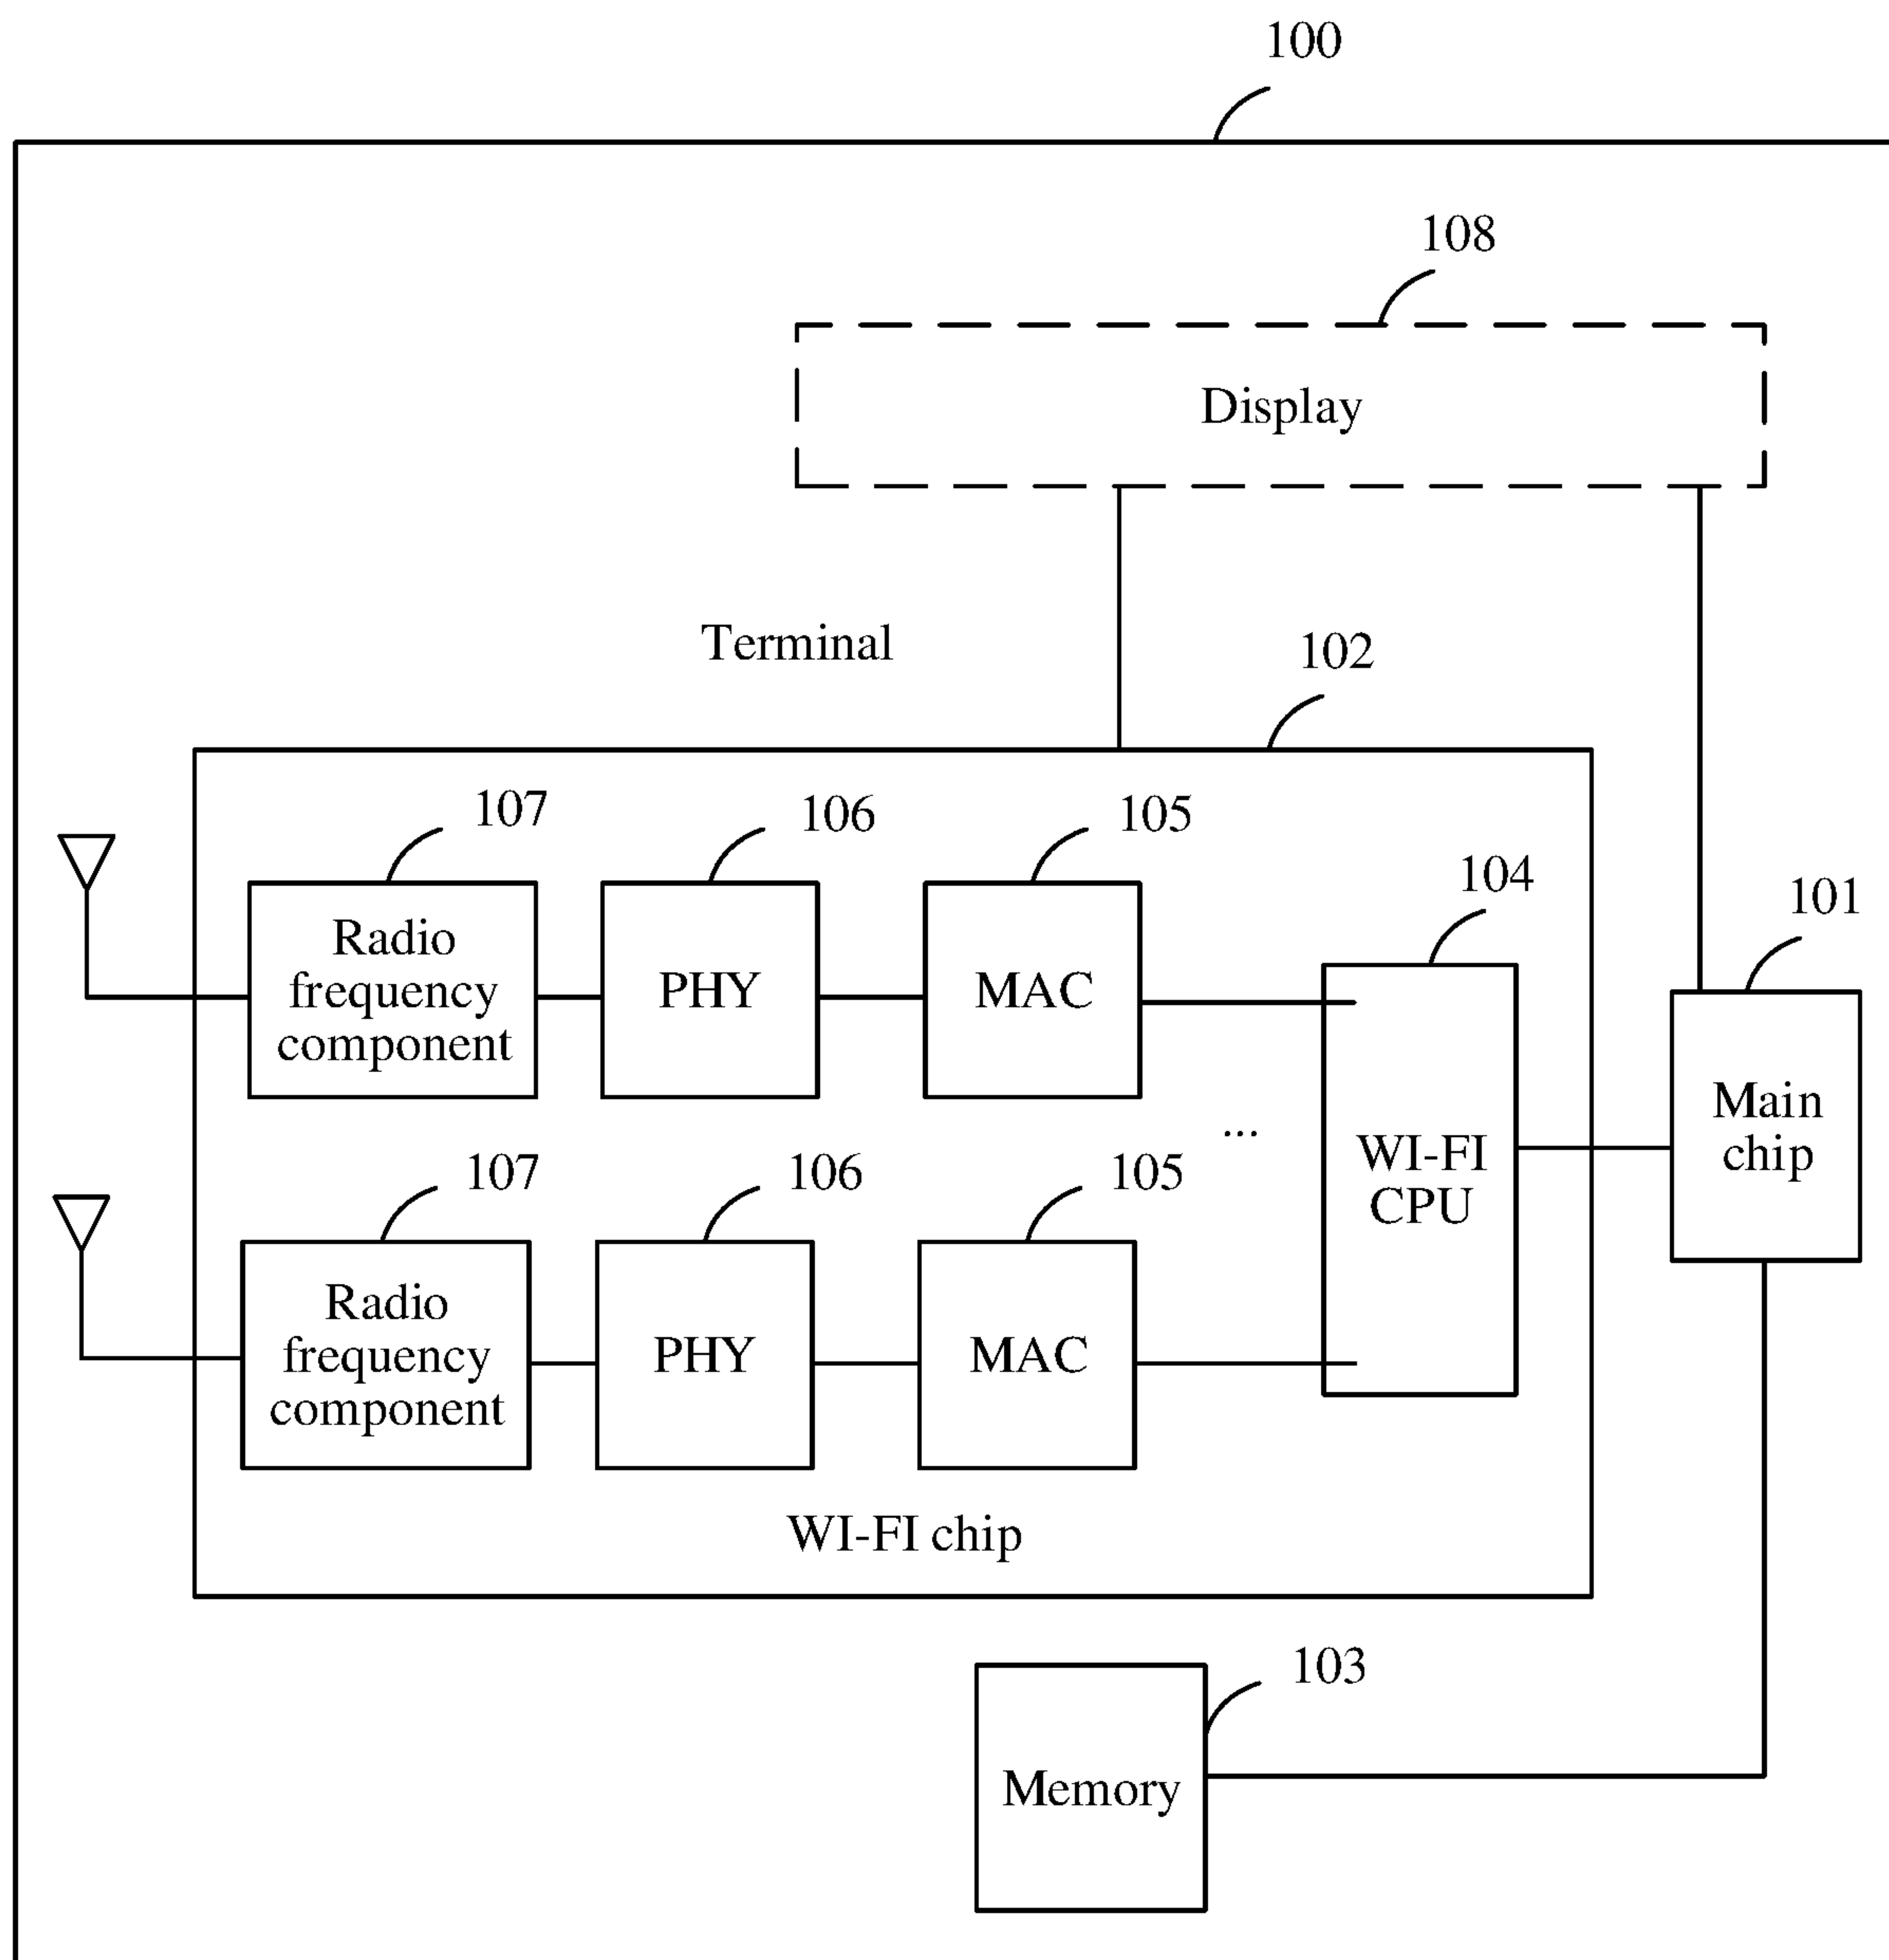 100
108
Display
Terminal
102
107
106
105
104
101
Radio
frequency
component
PHY
MAC
Main
chip
...
WI-FI
CPU
107
106
105
Radio
frequency
component
PHY
MAC
WI-FI chip
103
Memory